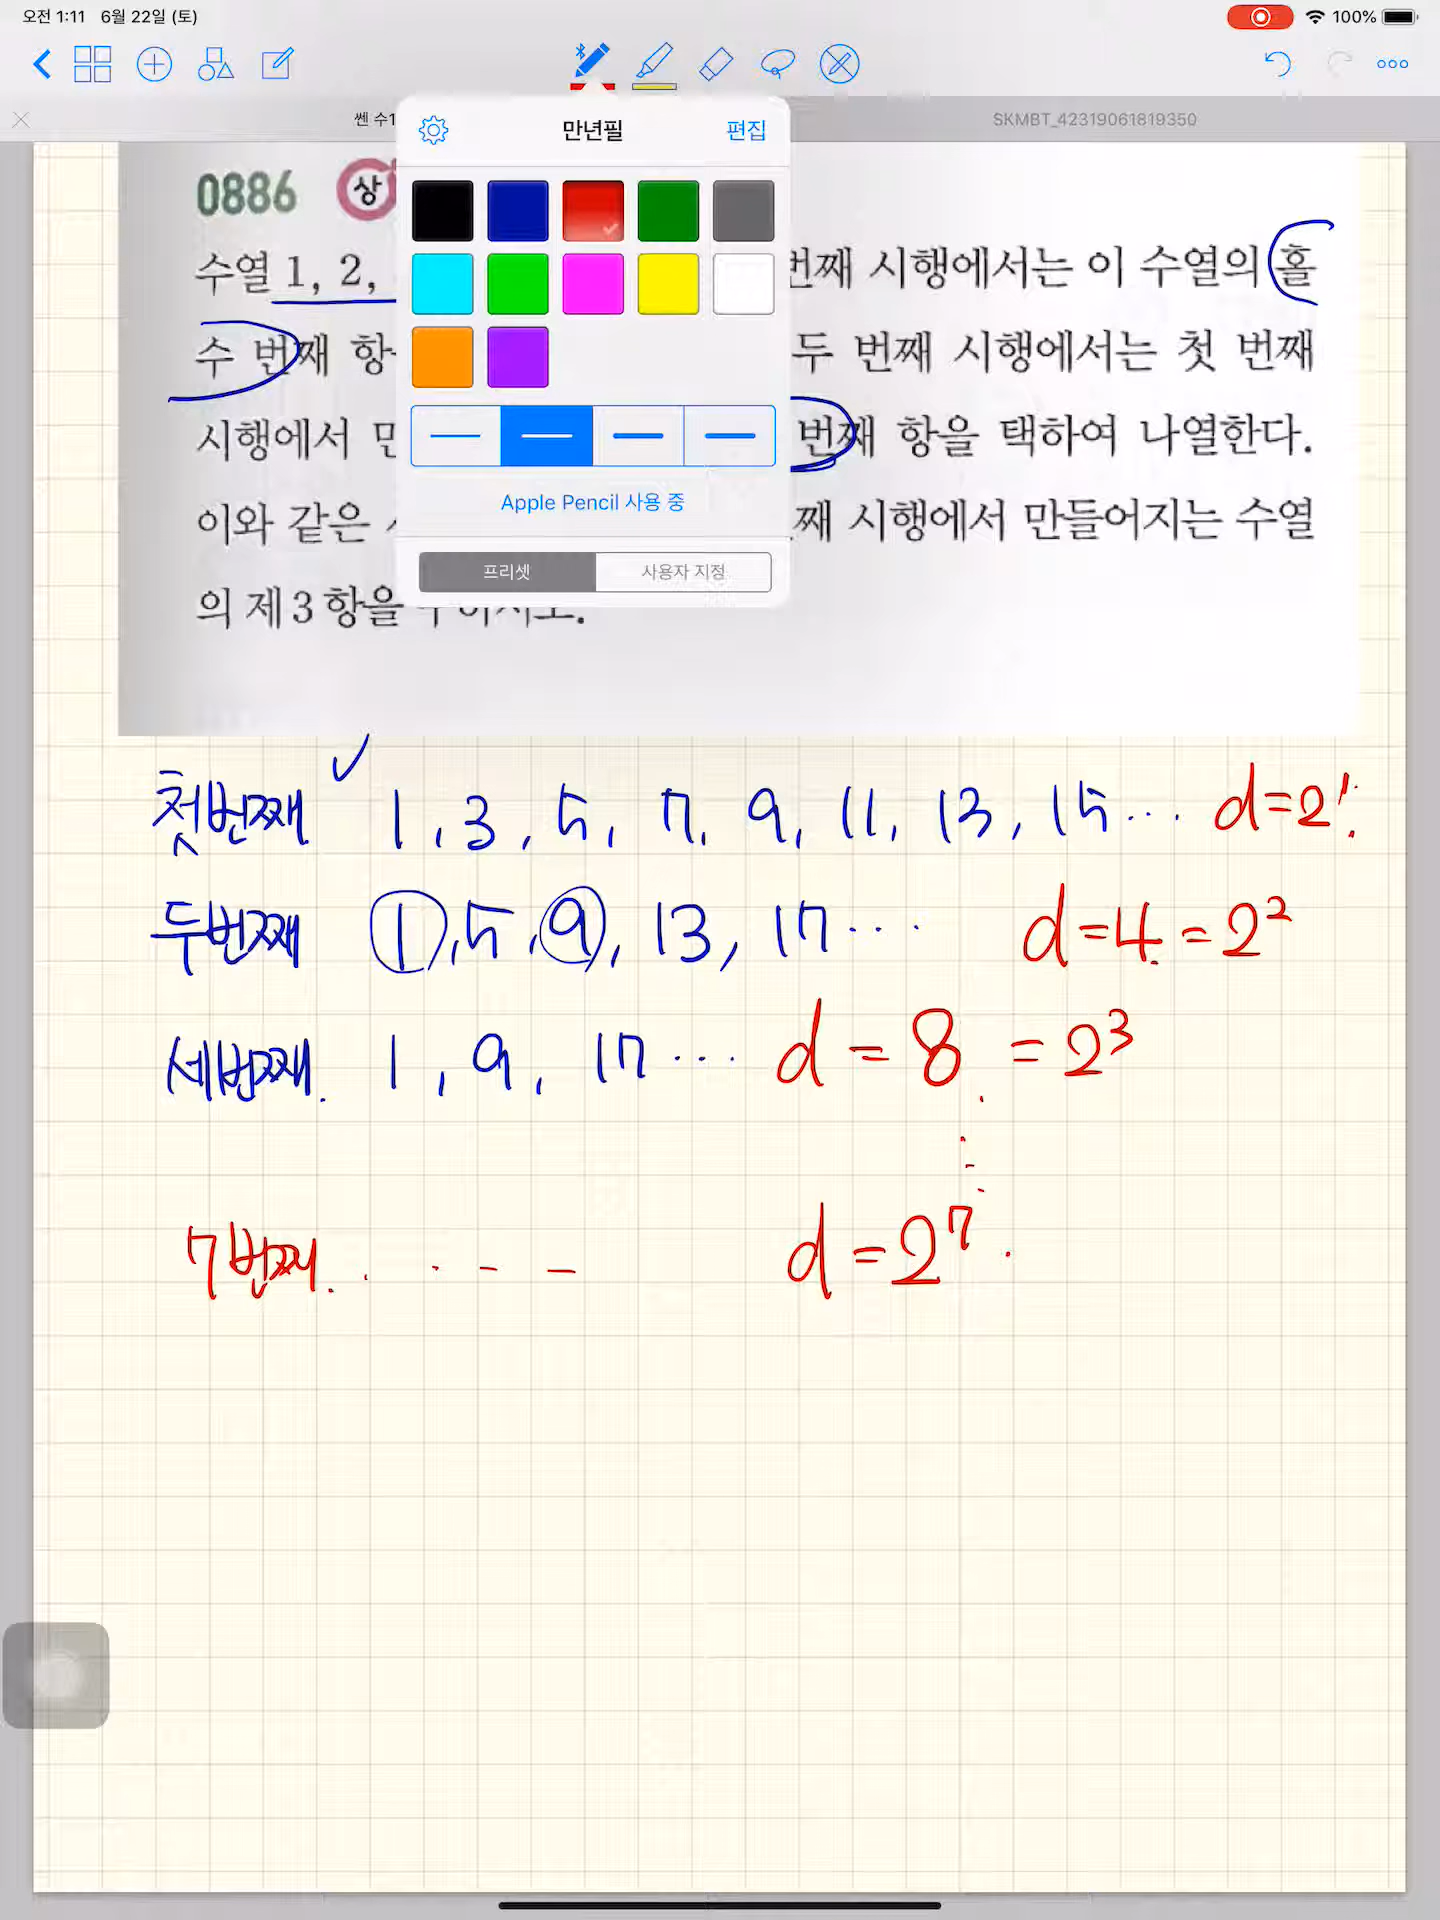 오전 1:11 6월 22일 (토) 100%
쎈 수1
SKMBT_42319061819350
만년필
편집
Apple Pencil 사용 중
프리셋
사용자 지정
0886 상
수열 1, 2, 번째 시행에서는 이 수열의 홀
수 번째 항 두 번째 시행에서는 첫 번째
시행에서 만 번째 항을 택하여 나열한다.
이와 같은 째 시행에서 만들어지는 수열
의 제3항을
첫번째 1, 3, 5, 7, 9, 11, 13, 15... d=2¹
두번째 1, 5, 9, 13, 17... d=4=2²
세번째 1, 9, 17... d=8=2³
7번째 d=2⁷